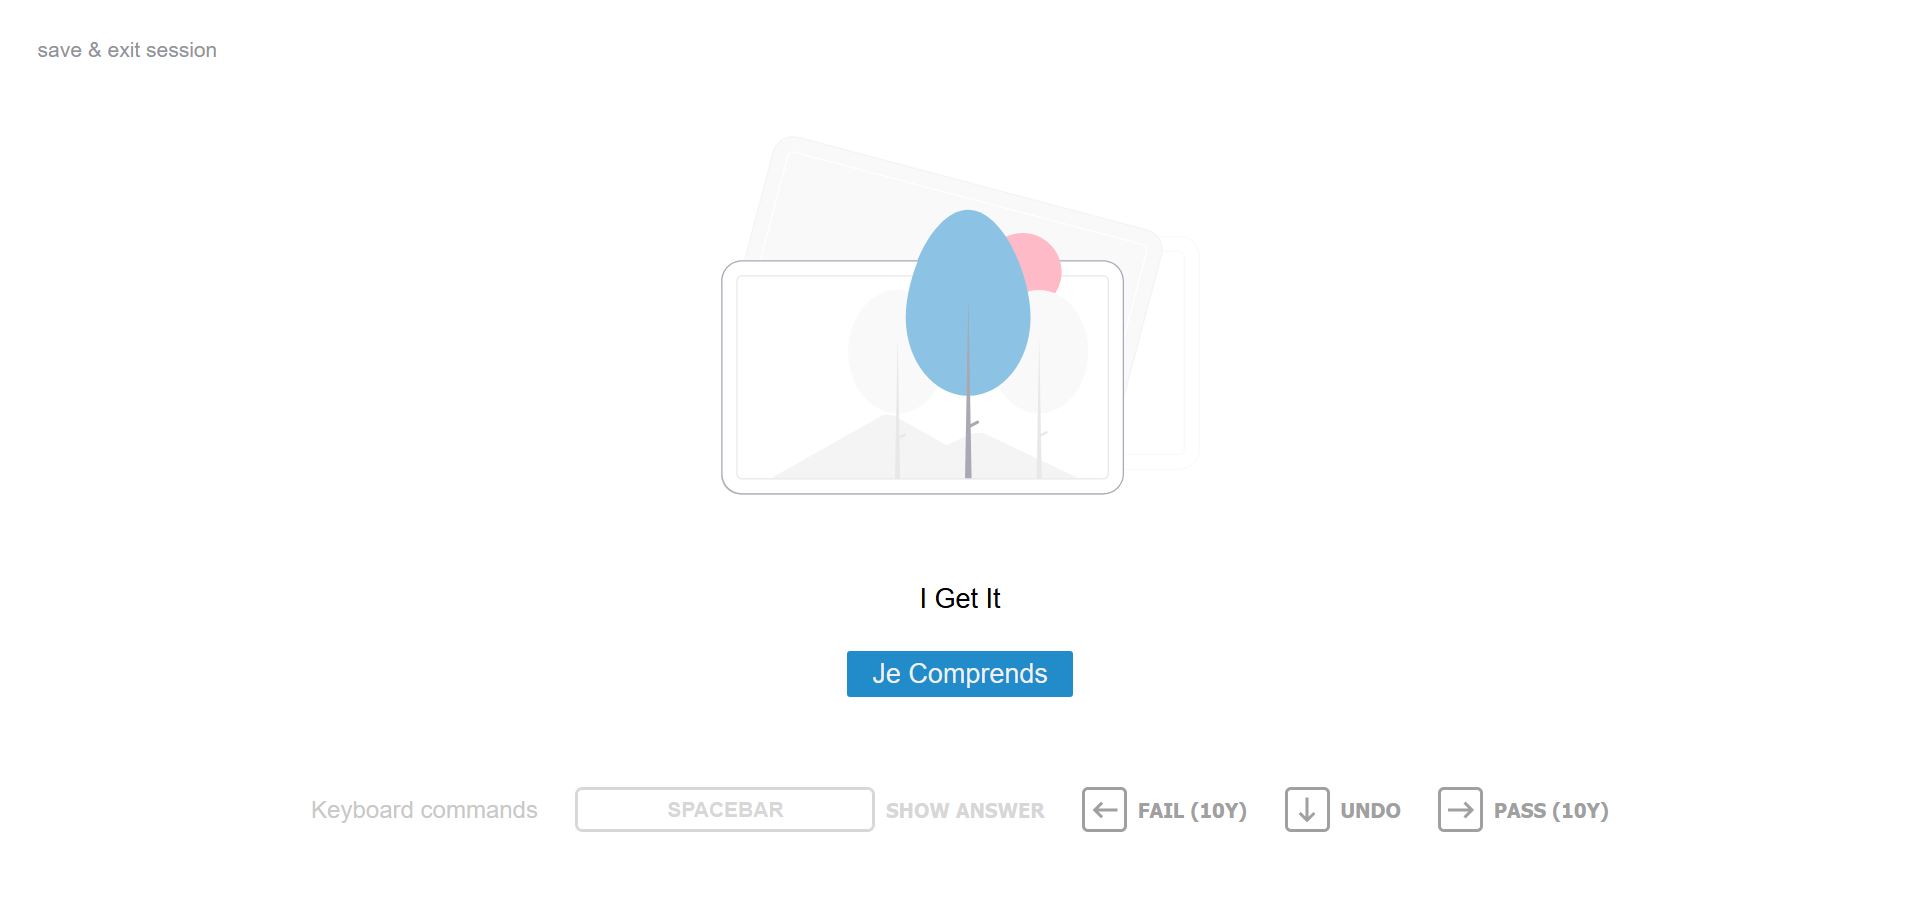 save & exit session
I Get It
Je Comprends
Keyboard commands SPACEBAR SHOW ANSWER FAIL (10Y) UNDO PASS (10Y)